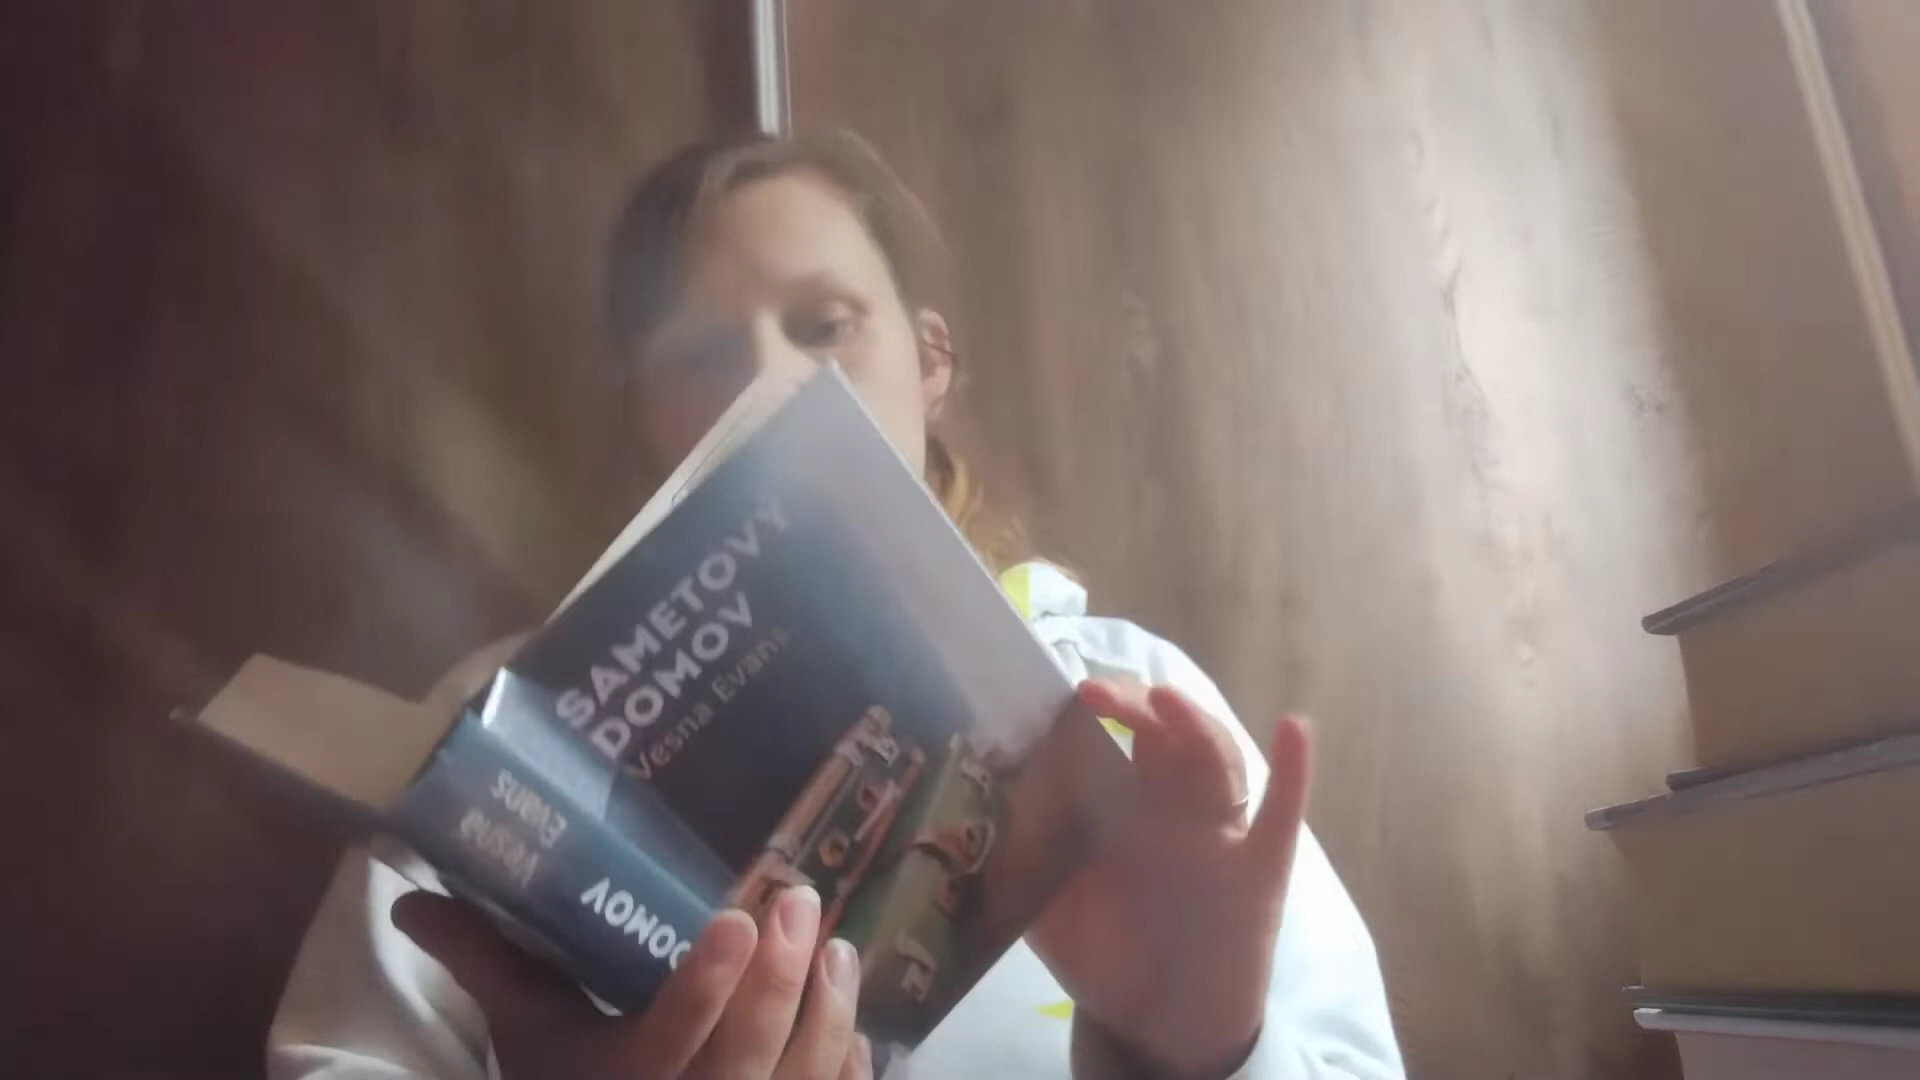 SAMETOVÝ
DOMOV
Vesna Evans
Vesna
Evans
DOMOV